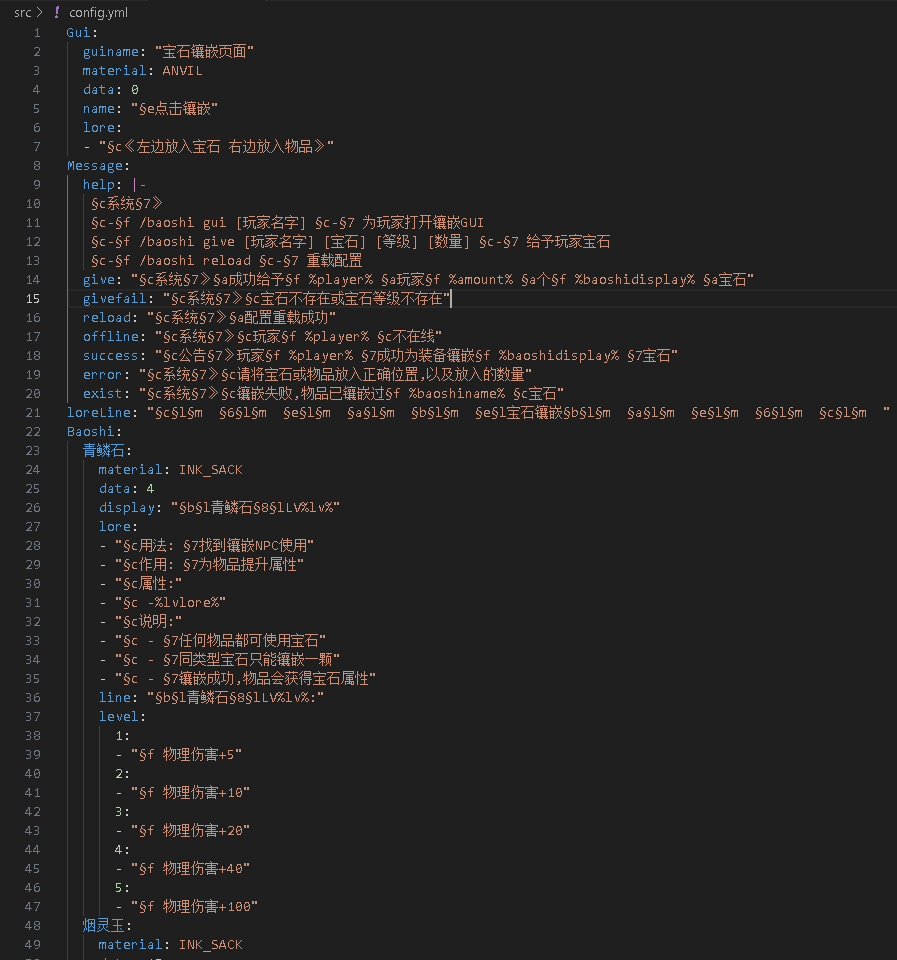 src > ! config.yml
1 Gui:
2 guiname: "宝石镶嵌页面"
3 material: ANVIL
4 data: 0
5 name: "§e点击镶嵌"
6 lore:
7 - "§c《左边放入宝石 右边放入物品》"
8 Message:
9 help: |-
10 §c系统§7》
11 §c-§f /baoshi gui [玩家名字] §c-§7 为玩家打开镶嵌GUI
12 §c-§f /baoshi give [玩家名字] [宝石] [等级] [数量] §c-§7 给予玩家宝石
13 §c-§f /baoshi reload §c-§7 重载配置
14 give: "§c系统§7》§a成功给予§f %player% §a玩家§f %amount% §a个§f %baoshidisplay% §a宝石"
15 givefail: "§c系统§7》§c宝石不存在或宝石等级不存在"
16 reload: "§c系统§7》§a配置重载成功"
17 offline: "§c系统§7》§c玩家§f %player% §c不在线"
18 success: "§c公告§7》玩家§f %player% §7成功为装备镶嵌§f %baoshidisplay% §7宝石"
19 error: "§c系统§7》§c请将宝石或物品放入正确位置,以及放入的数量"
20 exist: "§c系统§7》§c镶嵌失败,物品已镶嵌过§f %baoshiname% §c宝石"
21 loreLine: "§c§l§m  §6§l§m  §e§l§m  §a§l§m  §b§l§m  §e§l宝石镶嵌§b§l§m  §a§l§m  §e§l§m  §6§l§m  §c§l§m  "
22 Baoshi:
23 青鳞石:
24 material: INK_SACK
25 data: 4
26 display: "§b§l青鳞石§8§lLV%lv%"
27 lore:
28 - "§c用法: §7找到镶嵌NPC使用"
29 - "§c作用: §7为物品提升属性"
30 - "§c属性:"
31 - "§c -%lvlore%"
32 - "§c说明:"
33 - "§c - §7任何物品都可使用宝石"
34 - "§c - §7同类型宝石只能镶嵌一颗"
35 - "§c - §7镶嵌成功,物品会获得宝石属性"
36 line: "§b§l青鳞石§8§lLV%lv%:"
37 level:
38 1:
39 - "§f 物理伤害+5"
40 2:
41 - "§f 物理伤害+10"
42 3:
43 - "§f 物理伤害+20"
44 4:
45 - "§f 物理伤害+40"
46 5:
47 - "§f 物理伤害+100"
48 烟灵玉:
49 material: INK_SACK